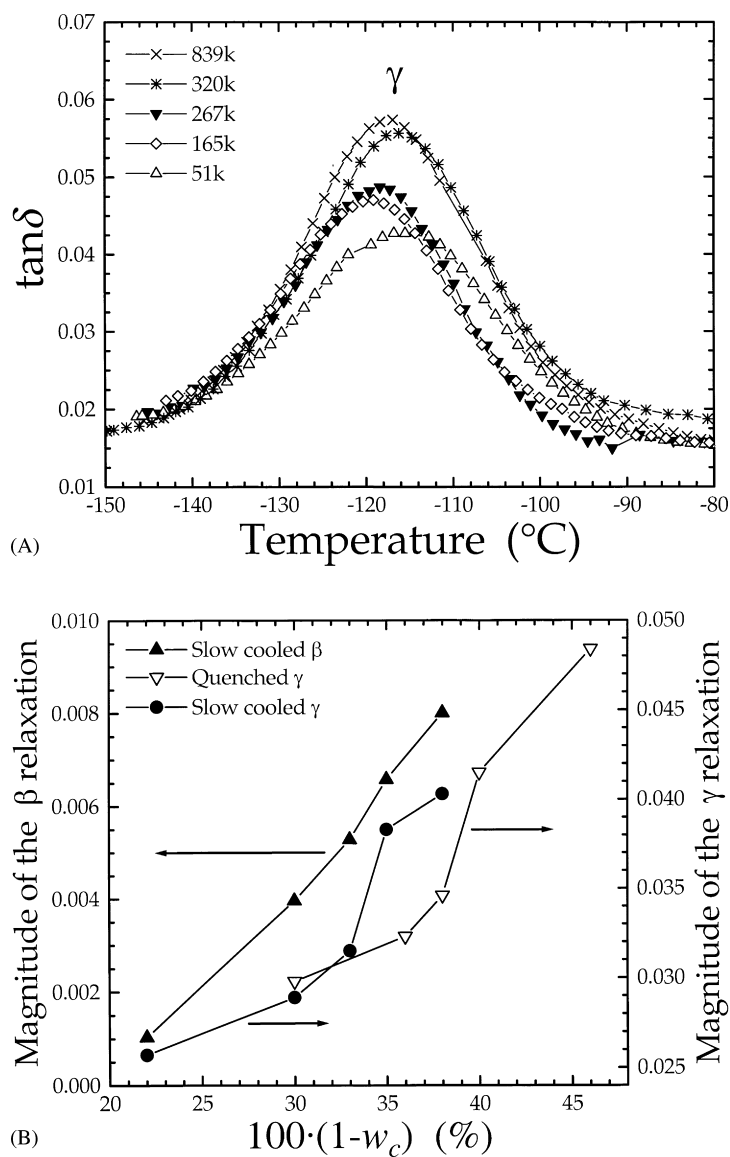 0.07
0.06
0.05
0.04
0.03
0.02
0.01
tanδ
839k
320k
267k
165k
51k
γ
-150 -140 -130 -120 -110 -100 -90 -80
Temperature (°C)
(A)
0.010
0.008
0.006
0.004
0.002
0.000
Magnitude of the β relaxation
Slow cooled β
Quenched γ
Slow cooled γ
0.050
0.045
0.040
0.035
0.030
0.025
Magnitude of the γ relaxation
20 25 30 35 40 45
100·(1-wc) (%)
(B)